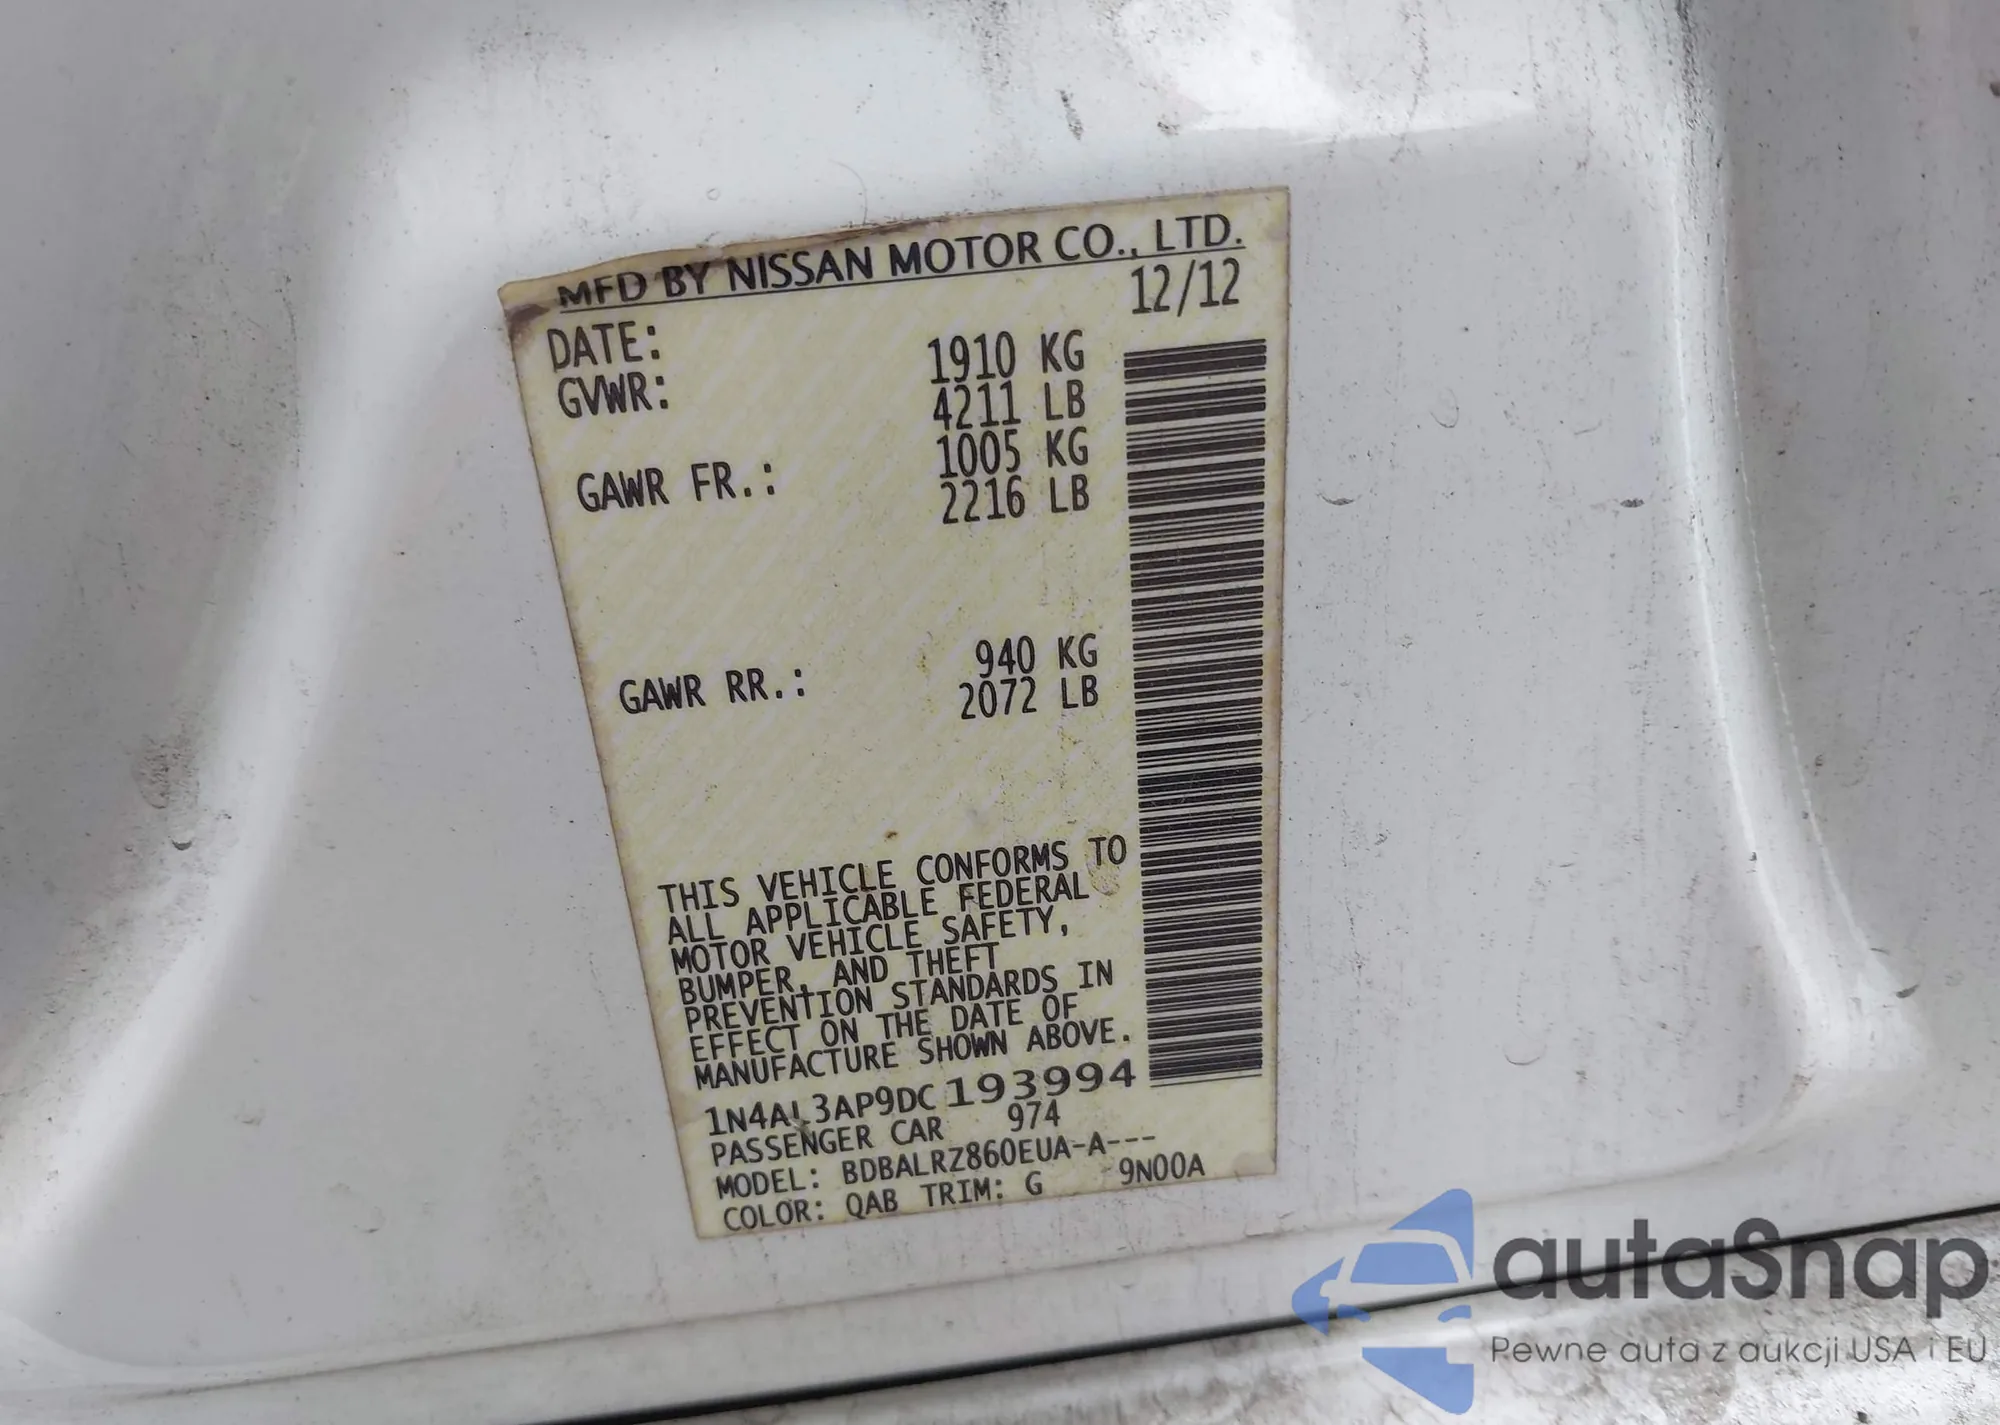 MFD BY NISSAN MOTOR CO., LTD.
DATE: 12/12
GVWR: 1910 KG
4211 LB
GAWR FR.: 1005 KG
2216 LB
GAWR RR.: 940 KG
2072 LB
THIS VEHICLE CONFORMS TO
ALL APPLICABLE FEDERAL
MOTOR VEHICLE SAFETY,
BUMPER, AND THEFT
PREVENTION STANDARDS IN
EFFECT ON THE DATE OF
MANUFACTURE SHOWN ABOVE.
1N4AL3AP9DC193994
PASSENGER CAR 974
MODEL: BDBALRZ860EUA-A---
COLOR: QAB TRIM: G 9N00A
autaSnap
Pewne auta z aukcji USA i EU